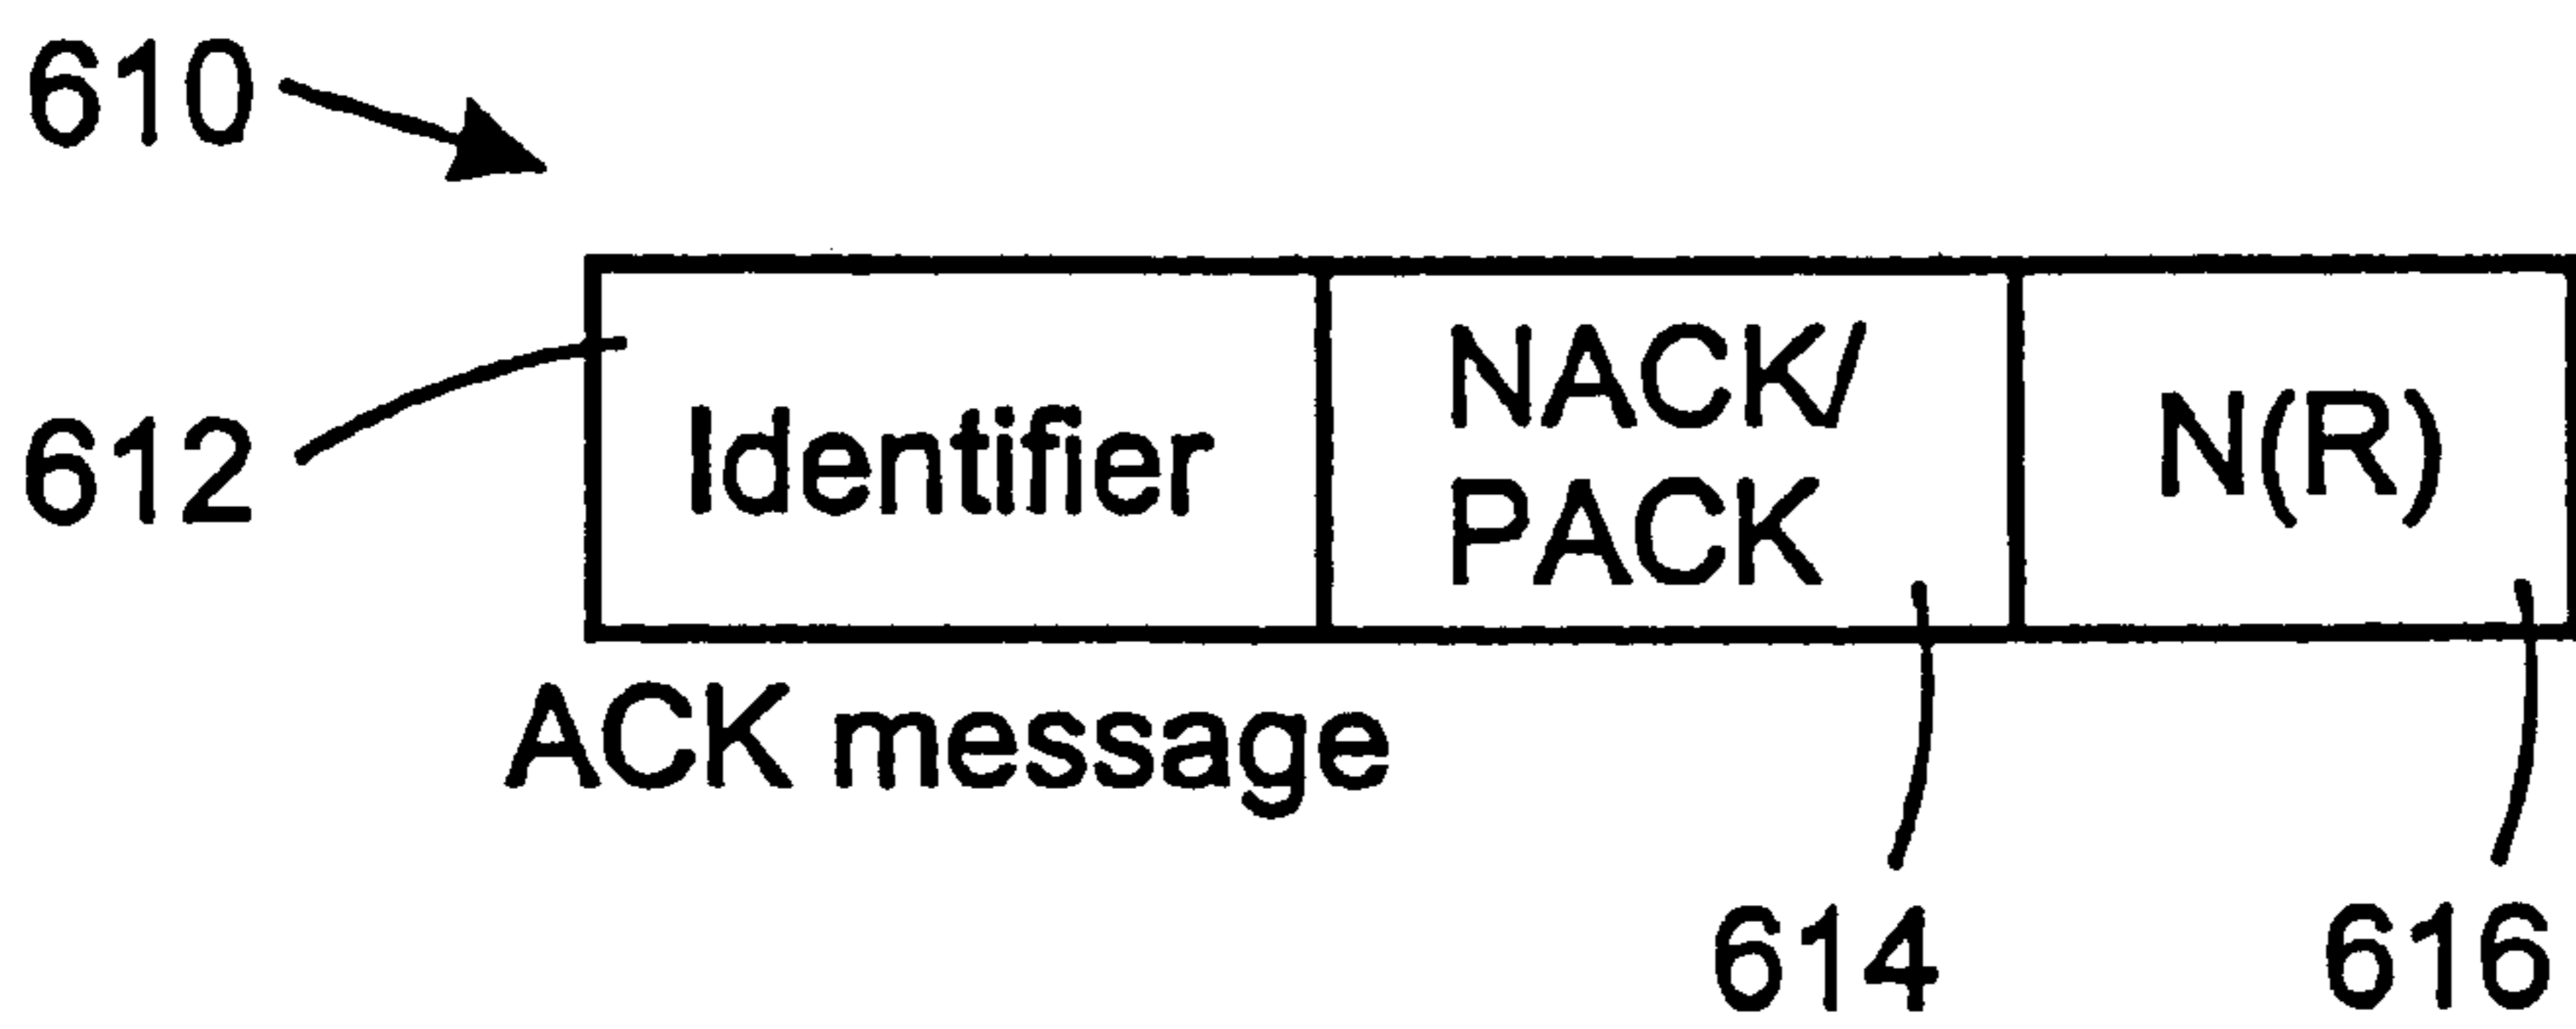 610
612
Identifier
NACK/
PACK
N(R)
ACK message
614
616